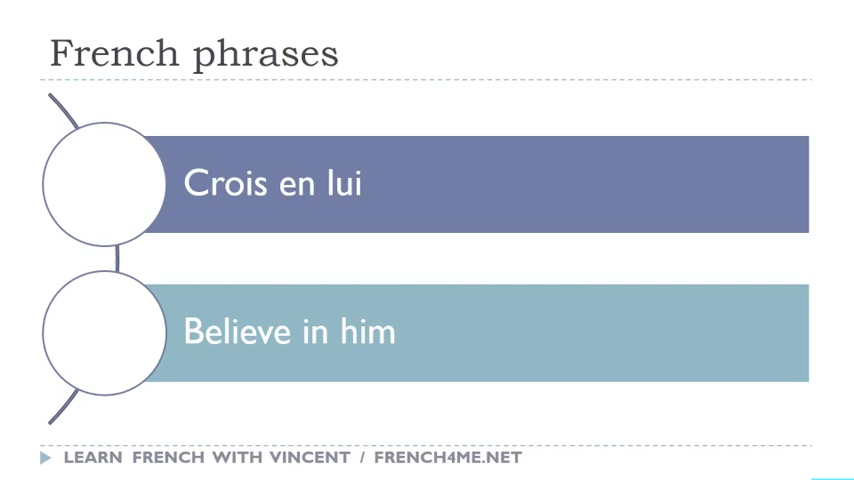 French phrases
Crois en lui
Believe in him
LEARN FRENCH WITH VINCENT / FRENCH4ME.NET